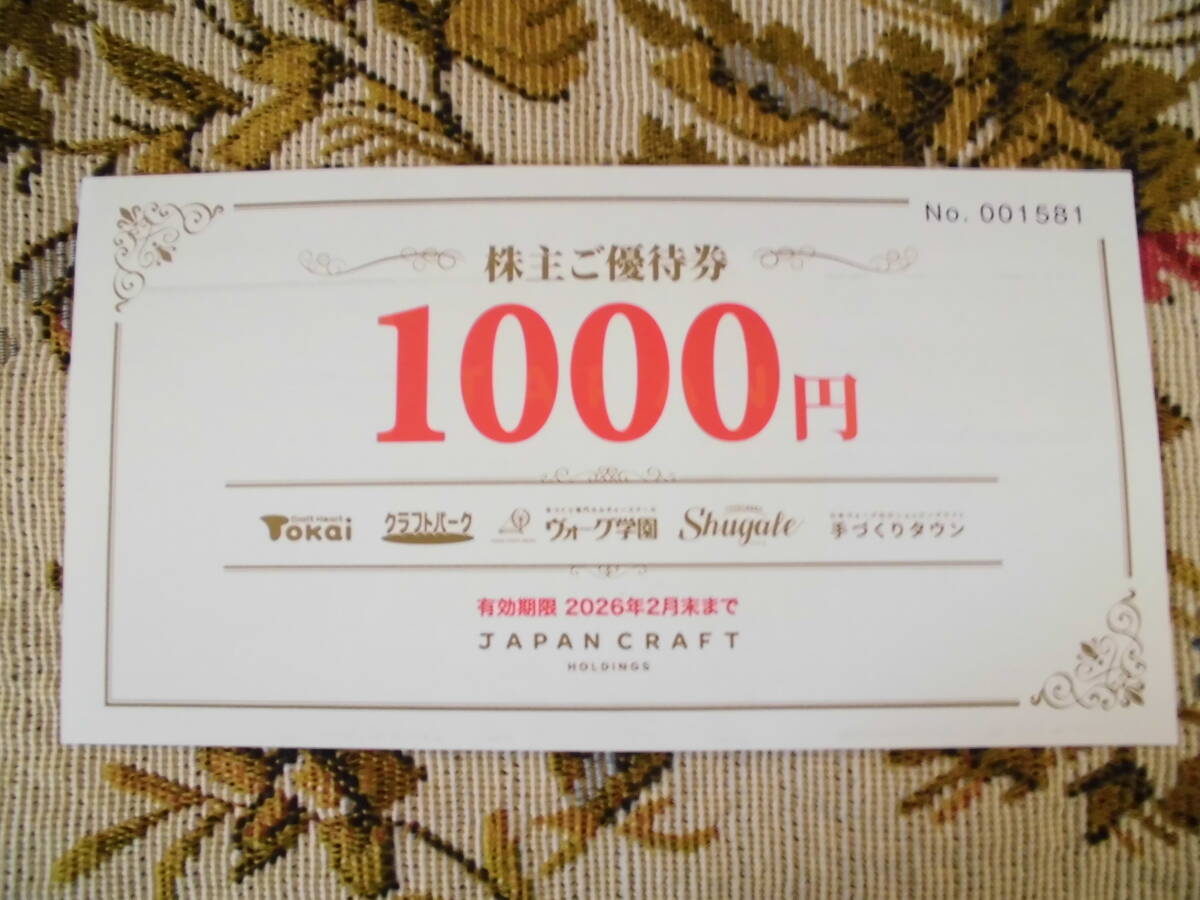 No. 001581
株主ご優待券
1000円
Craft Heart
Tokai
クラフトパーク
ヴォーグ学園
Shugale
手づくりタウン
有効期限 2026年2月末まで
JAPAN CRAFT
HOLDINGS